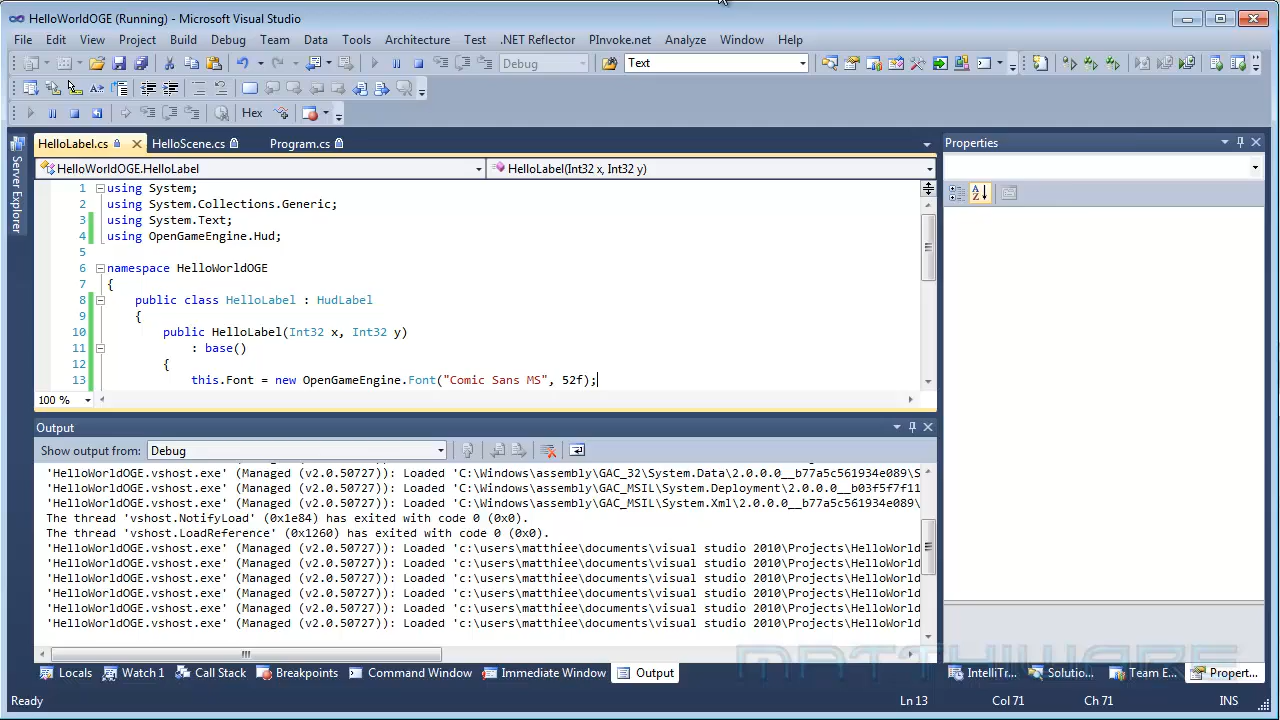 HelloWorldOGE (Running) - Microsoft Visual Studio
File Edit View Project Build Debug Team Data Tools Architecture Test .NET Reflector PInvoke.net Analyze Window Help
Debug Text
Hex
HelloLabel.cs HelloScene.cs Program.cs
Properties
Server Explorer
HelloWorldOGE.HelloLabel HelloLabel(Int32 x, Int32 y)
1 using System;
2 using System.Collections.Generic;
3 using System.Text;
4 using OpenGameEngine.Hud;
5
6 namespace HelloWorldOGE
7 {
8 public class HelloLabel : HudLabel
9 {
10 public HelloLabel(Int32 x, Int32 y)
11 : base()
12 {
13 this.Font = new OpenGameEngine.Font("Comic Sans MS", 52f);
100 %
Output
Show output from: Debug
'HelloWorldOGE.vshost.exe' (Managed (v2.0.50727)): Loaded 'C:\Windows\assembly\GAC_32\System.Data\2.0.0.0__b77a5c561934e089\S
'HelloWorldOGE.vshost.exe' (Managed (v2.0.50727)): Loaded 'C:\Windows\assembly\GAC_MSIL\System.Deployment\2.0.0.0__b03f5f7f11
'HelloWorldOGE.vshost.exe' (Managed (v2.0.50727)): Loaded 'C:\Windows\assembly\GAC_MSIL\System.Xml\2.0.0.0__b77a5c561934e089\
The thread 'vshost.NotifyLoad' (0x1e84) has exited with code 0 (0x0).
The thread 'vshost.LoadReference' (0x1260) has exited with code 0 (0x0).
'HelloWorldOGE.vshost.exe' (Managed (v2.0.50727)): Loaded 'c:\users\matthiee\documents\visual studio 2010\Projects\HelloWorld
'HelloWorldOGE.vshost.exe' (Managed (v2.0.50727)): Loaded 'c:\users\matthiee\documents\visual studio 2010\Projects\HelloWorld
'HelloWorldOGE.vshost.exe' (Managed (v2.0.50727)): Loaded 'c:\users\matthiee\documents\visual studio 2010\Projects\HelloWorld
'HelloWorldOGE.vshost.exe' (Managed (v2.0.50727)): Loaded 'c:\users\matthiee\documents\visual studio 2010\Projects\HelloWorld
'HelloWorldOGE.vshost.exe' (Managed (v2.0.50727)): Loaded 'c:\users\matthiee\documents\visual studio 2010\Projects\HelloWorld
'HelloWorldOGE.vshost.exe' (Managed (v2.0.50727)): Loaded 'c:\users\matthiee\documents\visual studio 2010\Projects\HelloWorld
MATTHIWARE
Locals Watch 1 Call Stack Breakpoints Command Window Immediate Window Output IntelliTr... Solutio... Team E... Propert...
Ready Ln 13 Col 71 Ch 71 INS